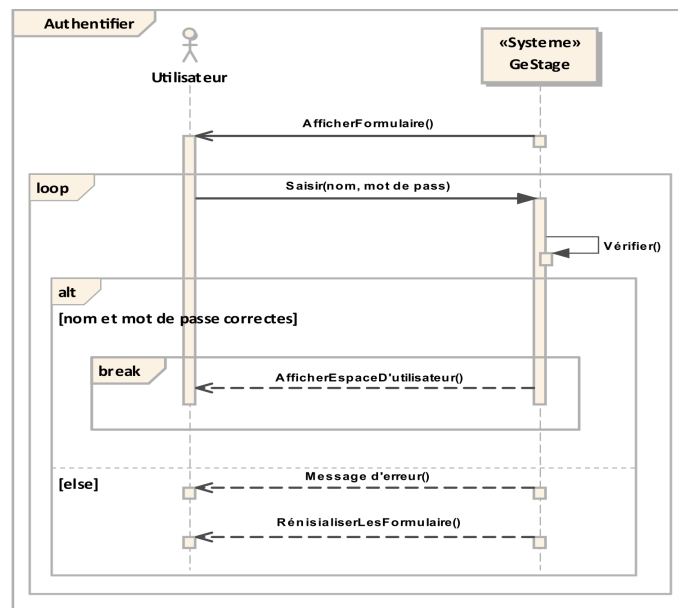 Authentifier
Utilisateur
«Systeme»
GeStage
AfficherFormulaire()
loop
Saisir(nom, mot de pass)
Vérifier()
alt
[nom et mot de passe correctes]
break
AfficherEspaceD'utilisateur()
[else]
Message d'erreur()
RénisialiserLesFormulaire()